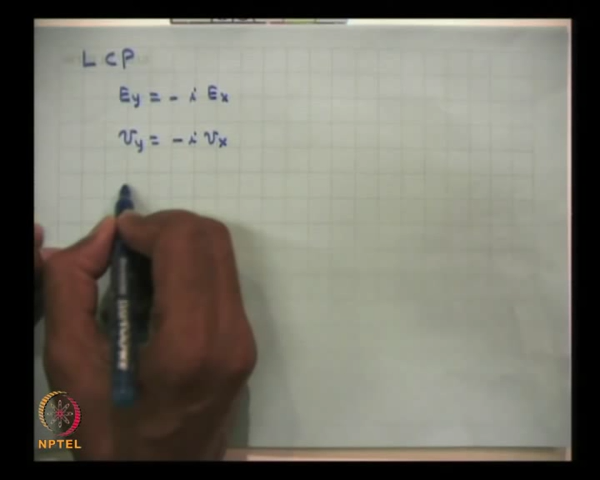 LCP
Ey = - i Ex
vy = - i vx
NPTEL